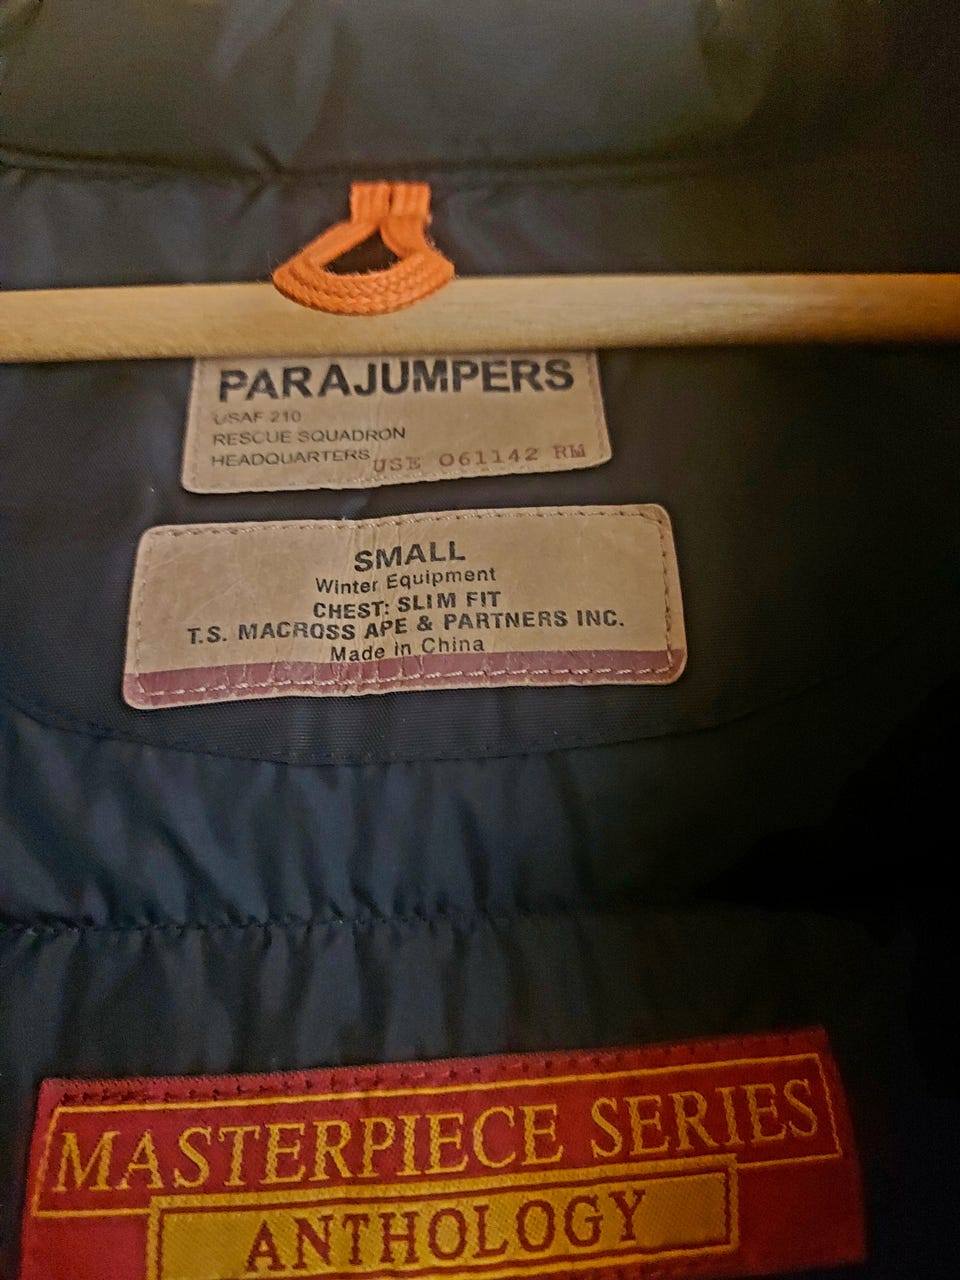 PARAJUMPERS
USAF 210
RESCUE SQUADRON
HEADQUARTERS USE 061142 RM
SMALL
Winter Equipment
CHEST: SLIM FIT
T.S. MACROSS APE & PARTNERS INC.
Made in China
MASTERPIECE SERIES
ANTHOLOGY